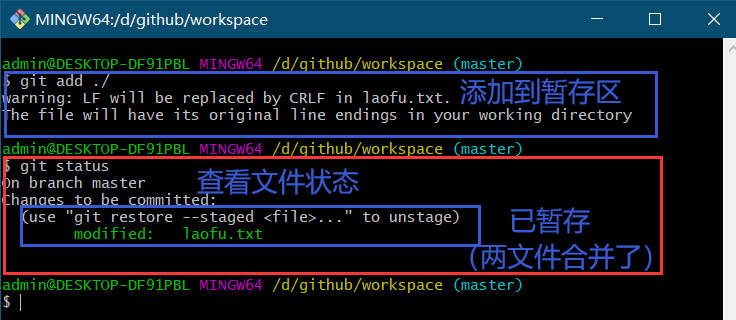 MINGW64:/d/github/workspace
admin@DESKTOP-DF91PBL MINGW64 /d/github/workspace (master)
$ git add ./
warning: LF will be replaced by CRLF in laofu.txt.
添加到暂存区
The file will have its original line endings in your working directory
admin@DESKTOP-DF91PBL MINGW64 /d/github/workspace (master)
$ git status
On branch master
查看文件状态
Changes to be committed:
(use "git restore --staged <file>..." to unstage)
已暂存
modified: laofu.txt
(两文件合并了)
admin@DESKTOP-DF91PBL MINGW64 /d/github/workspace (master)
$